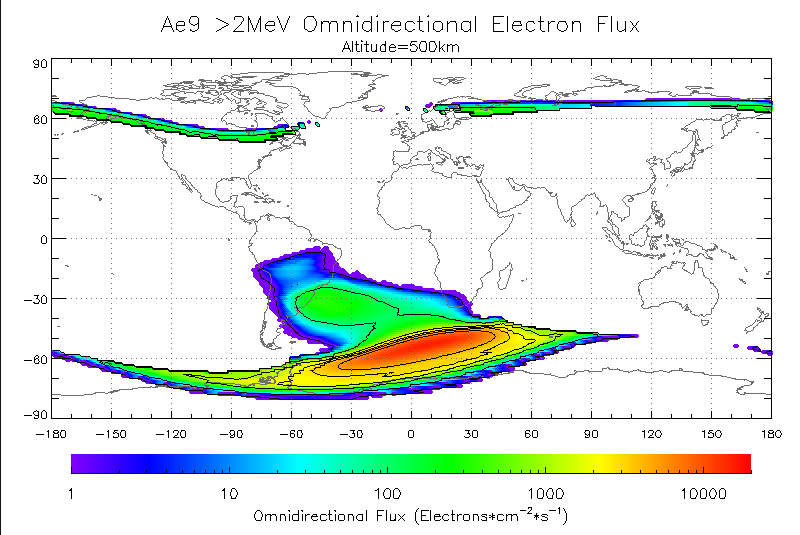 Ae9 >2MeV Omnidirectional Electron Flux
Altitude=500km
90
60
30
0
−30
−60
−90
−180 −150 −120 −90 −60 −30 0 30 60 90 120 150 180
1 10 100 1000 10000
Omnidirectional Flux (Electrons*cm⁻²*s⁻¹)